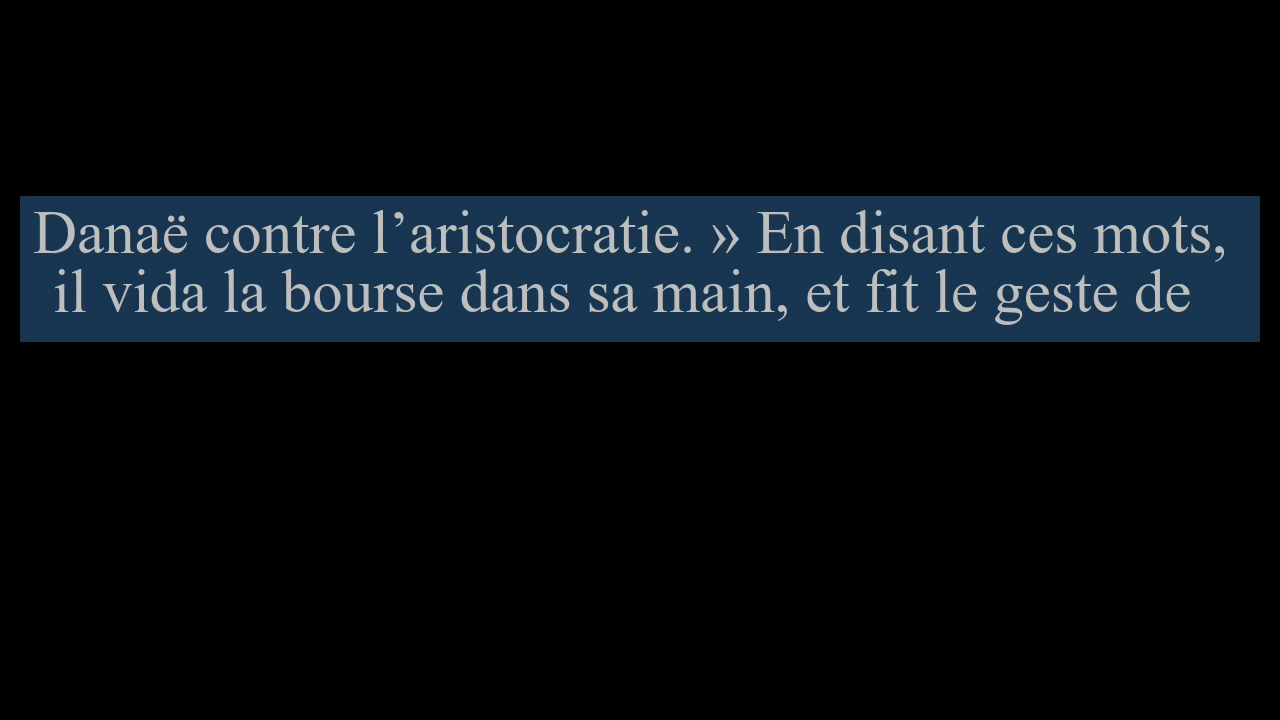 Danaë contre l’aristocratie. » En disant ces mots,
il vida la bourse dans sa main, et fit le geste de